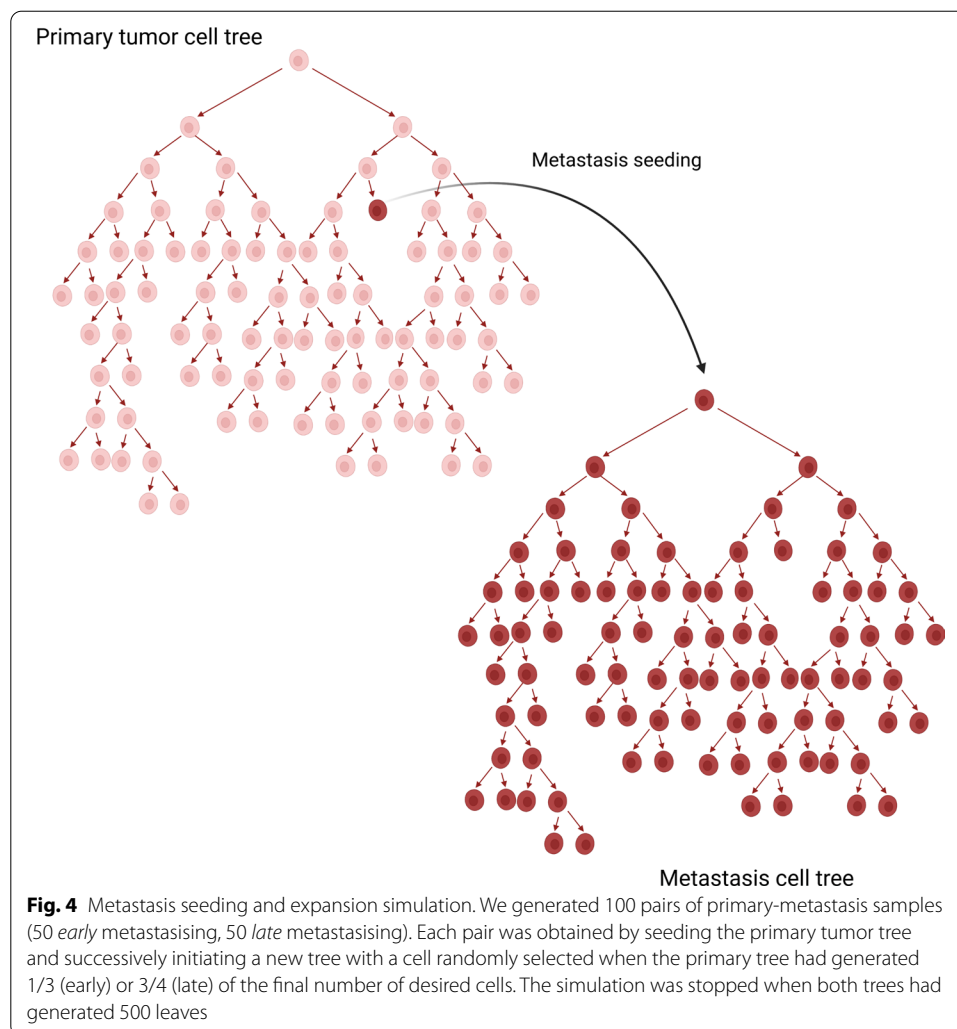 Primary tumor cell tree
Metastasis seeding
Metastasis cell tree
Fig. 4 Metastasis seeding and expansion simulation. We generated 100 pairs of primary-metastasis samples
(50 early metastasising, 50 late metastasising). Each pair was obtained by seeding the primary tumor tree
and successively initiating a new tree with a cell randomly selected when the primary tree had generated
1/3 (early) or 3/4 (late) of the final number of desired cells. The simulation was stopped when both trees had
generated 500 leaves